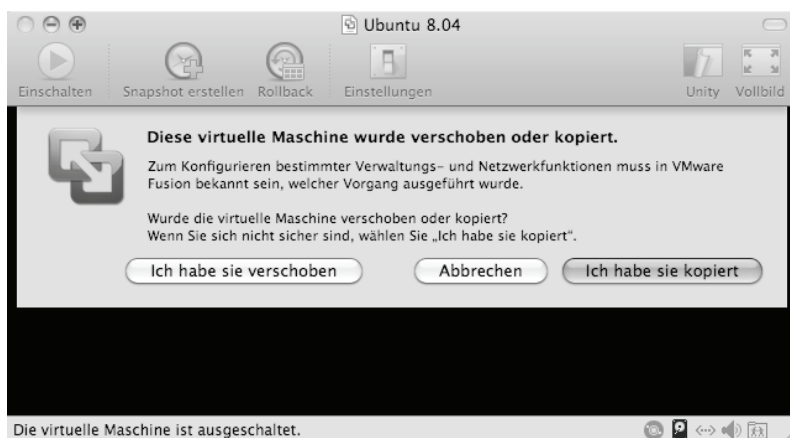 Ubuntu 8.04
Einschalten
Snapshot erstellen
Rollback
Einstellungen
Unity
Vollbild
Diese virtuelle Maschine wurde verschoben oder kopiert.
Zum Konfigurieren bestimmter Verwaltungs- und Netzwerkfunktionen muss in VMware
Fusion bekannt sein, welcher Vorgang ausgeführt wurde.
Wurde die virtuelle Maschine verschoben oder kopiert?
Wenn Sie sich nicht sicher sind, wählen Sie „Ich habe sie kopiert“.
Ich habe sie verschoben
Abbrechen
Ich habe sie kopiert
Die virtuelle Maschine ist ausgeschaltet.